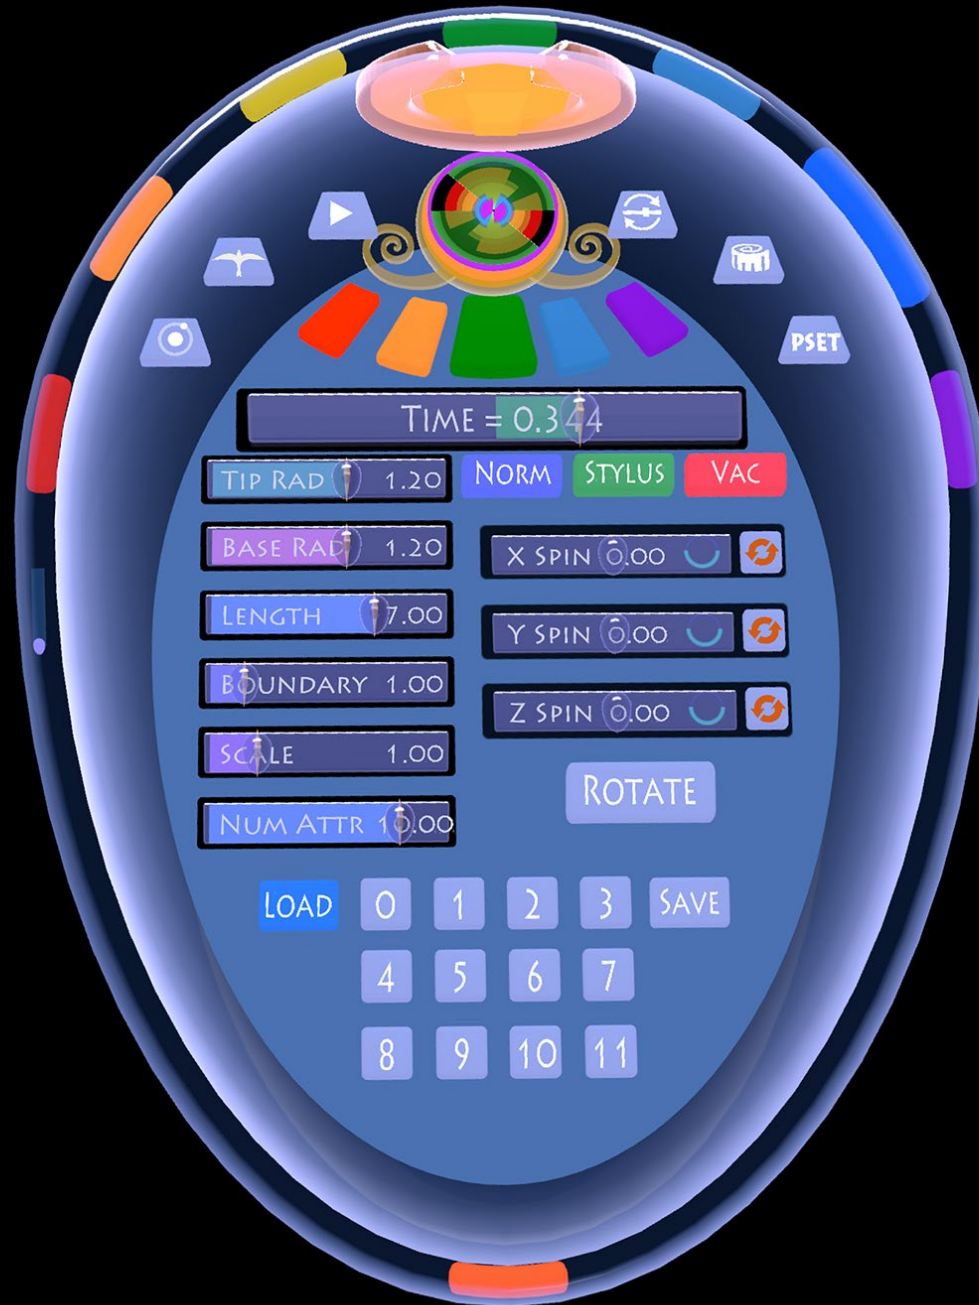 PSET
TIME = 0.344
TIP RAD 1.20
NORM
STYLUS
VAC
BASE RAD 1.20
X SPIN 0.00
LENGTH 7.00
Y SPIN 0.00
BOUNDARY 1.00
Z SPIN 0.00
SCALE 1.00
ROTATE
NUM ATTR 10.00
LOAD 0 1 2 3 SAVE
4 5 6 7
8 9 10 11